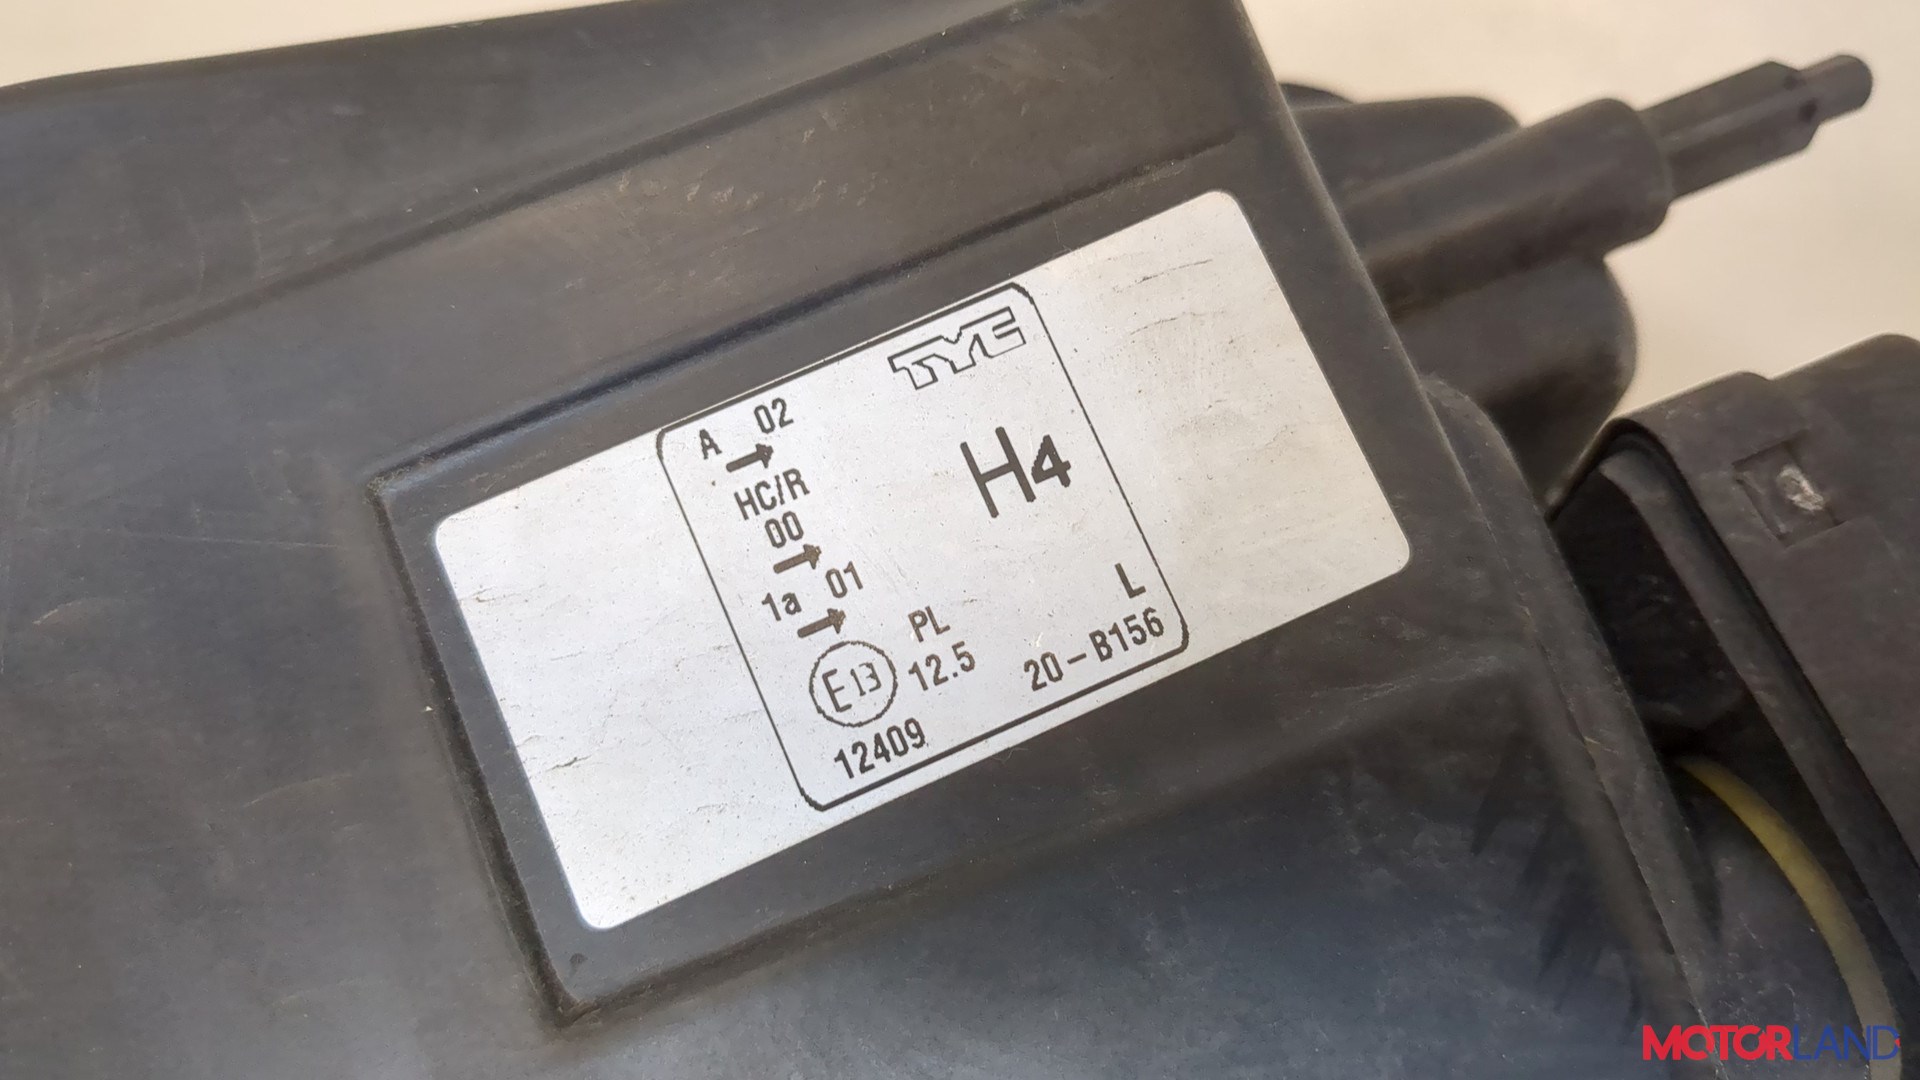 TYC
A 02
HC/R
H4
00
1a 01
L
PL
E13
12.5
20-B156
12409
MOTORLAND